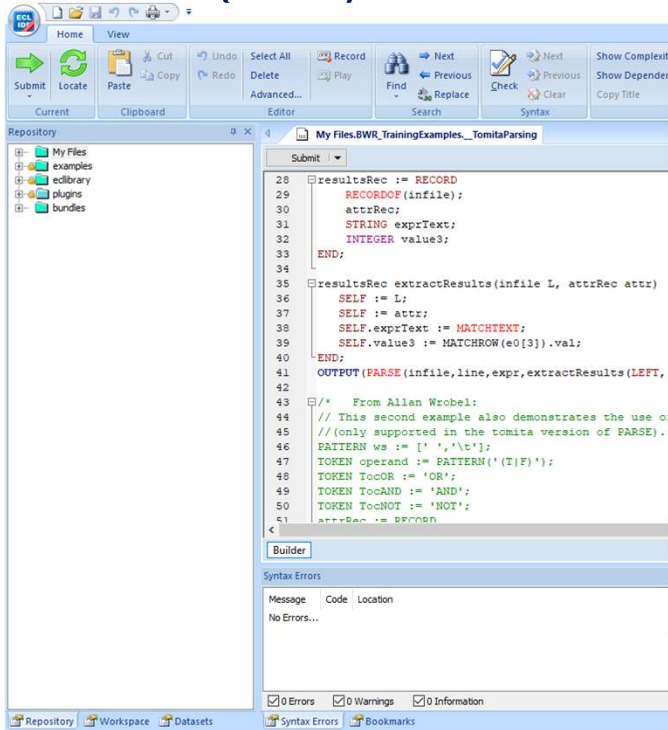 ECL
IDE
Home View
Submit
Locate
Paste
Cut
Copy
Undo
Redo
Select All
Delete
Advanced...
Record
Play
Find
Next
Previous
Replace
Check
Next
Previous
Clear
Show Complexit
Show Depender
Copy Title
Current Clipboard Editor Search Syntax
Repository
My Files
examples
eclibrary
plugins
bundles
My Files.BWR_TrainingExamples.__TomitaParsing
Submit
28 resultsRec := RECORD
29 RECORDOF(infile);
30 attrRec;
31 STRING exprText;
32 INTEGER value3;
33 END;
34
35 resultsRec extractResults(infile L, attrRec attr)
36 SELF := L;
37 SELF := attr;
38 SELF.exprText := MATCHTEXT;
39 SELF.value3 := MATCHROW(e0[3]).val;
40 END;
41 OUTPUT(PARSE(infile,line,expr,extractResults(LEFT,
42
43 /* From Allan Wrobel:
44 // This second example also demonstrates the use o
45 //(only supported in the tomita version of PARSE).
46 PATTERN ws := [' ','\t'];
47 TOKEN operand := PATTERN('(T|F)');
48 TOKEN TocOR := 'OR';
49 TOKEN TocAND := 'AND';
50 TOKEN TocNOT := 'NOT';
51 attrRec := RECORD
Builder
Syntax Errors
Message Code Location
No Errors...
0 Errors 0 Warnings 0 Information
Repository Workspace Datasets
Syntax Errors Bookmarks